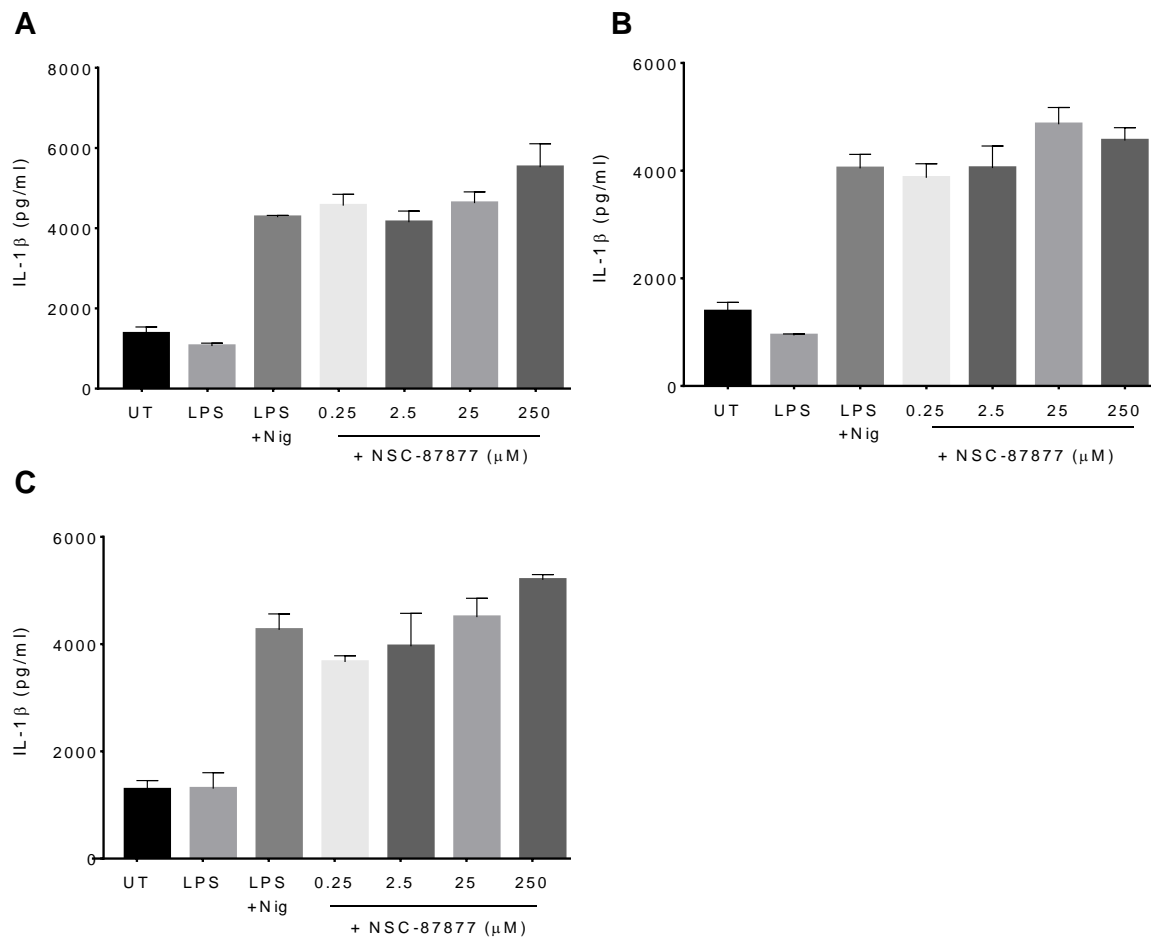 A
IL-1β (pg/ml)
8000
6000
4000
2000
0
UT LPS LPS 0.25 2.5 25 250
+Nig
+ NSC-87877 (μM)
B
IL-1β (pg/ml)
6000
4000
2000
0
UT LPS LPS 0.25 2.5 25 250
+Nig
+ NSC-87877 (μM)
C
IL-1β (pg/ml)
6000
4000
2000
0
UT LPS LPS 0.25 2.5 25 250
+Nig
+ NSC-87877 (μM)